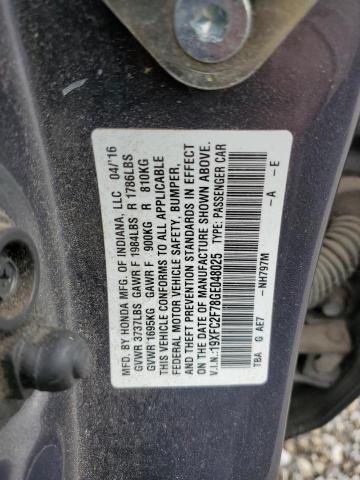 MFD. BY HONDA MFG. OF INDIANA, LLC 04/'16
GVWR 3737LBS GAWR F 1984LBS R 1786LBS
GVWR 1695KG GAWR F 900KG R 810KG
THIS VEHICLE CONFORMS TO ALL APPLICABLE
FEDERAL MOTOR VEHICLE SAFETY, BUMPER,
AND THEFT PREVENTION STANDARDS IN EFFECT
ON THE DATE OF MANUFACTURE SHOWN ABOVE.
V.I.N.:19XFC2F78GE048025 TYPE: PASSENGER CAR
-NH797M -A -E
TBA G AE7